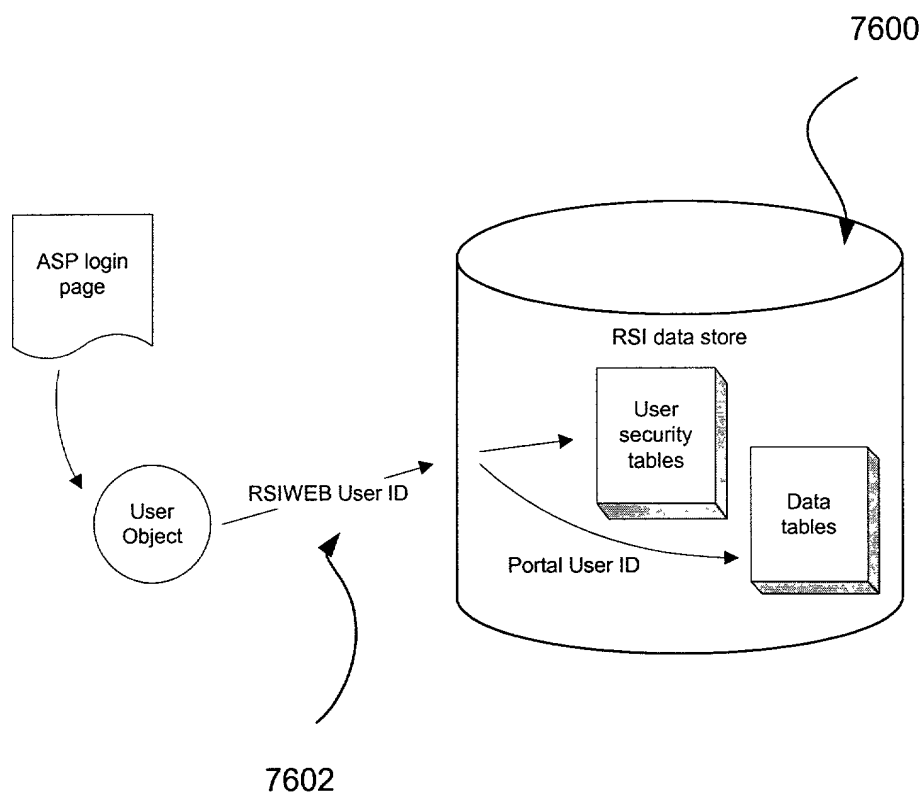 7600
ASP login
page
RSI data store
User
security
tables
User
Object
RSIWEB User ID
Data
tables
Portal User ID
7602